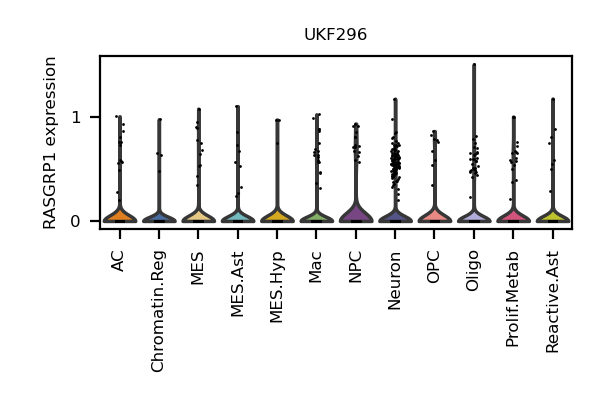 UKF296
RASGRP1 expression
1
0
AC
Chromatin.Reg
MES
MES.Ast
MES.Hyp
Mac
NPC
Neuron
OPC
Oligo
Prolif.Metab
Reactive.Ast